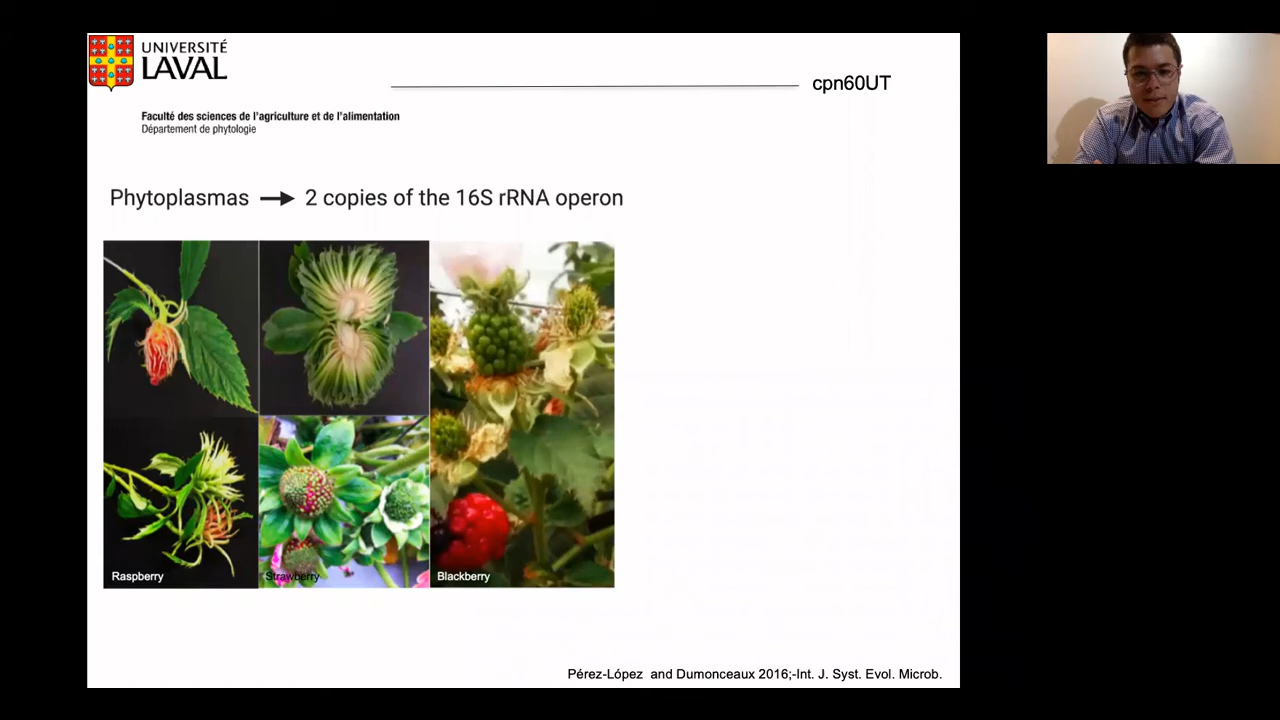 UNIVERSITÉ
LAVAL
cpn60UT
Faculté des sciences de l'agriculture et de l'alimentation
Département de phytologie
Phytoplasmas → 2 copies of the 16S rRNA operon
Raspberry
Strawberry
Blackberry
Pérez-López and Dumonceaux 2016;-Int. J. Syst. Evol. Microb.